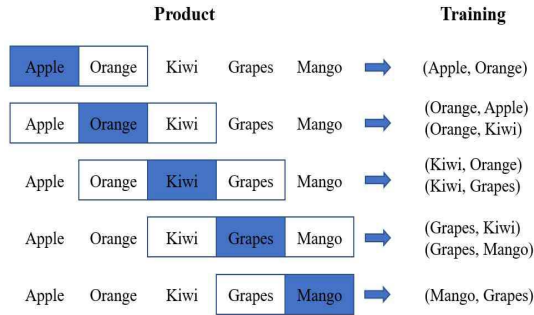 Product Training
Apple Orange Kiwi Grapes Mango (Apple, Orange)
Apple Orange Kiwi Grapes Mango (Orange, Apple)
(Orange, Kiwi)
Apple Orange Kiwi Grapes Mango (Kiwi, Orange)
(Kiwi, Grapes)
Apple Orange Kiwi Grapes Mango (Grapes, Kiwi)
(Grapes, Mango)
Apple Orange Kiwi Grapes Mango (Mango, Grapes)